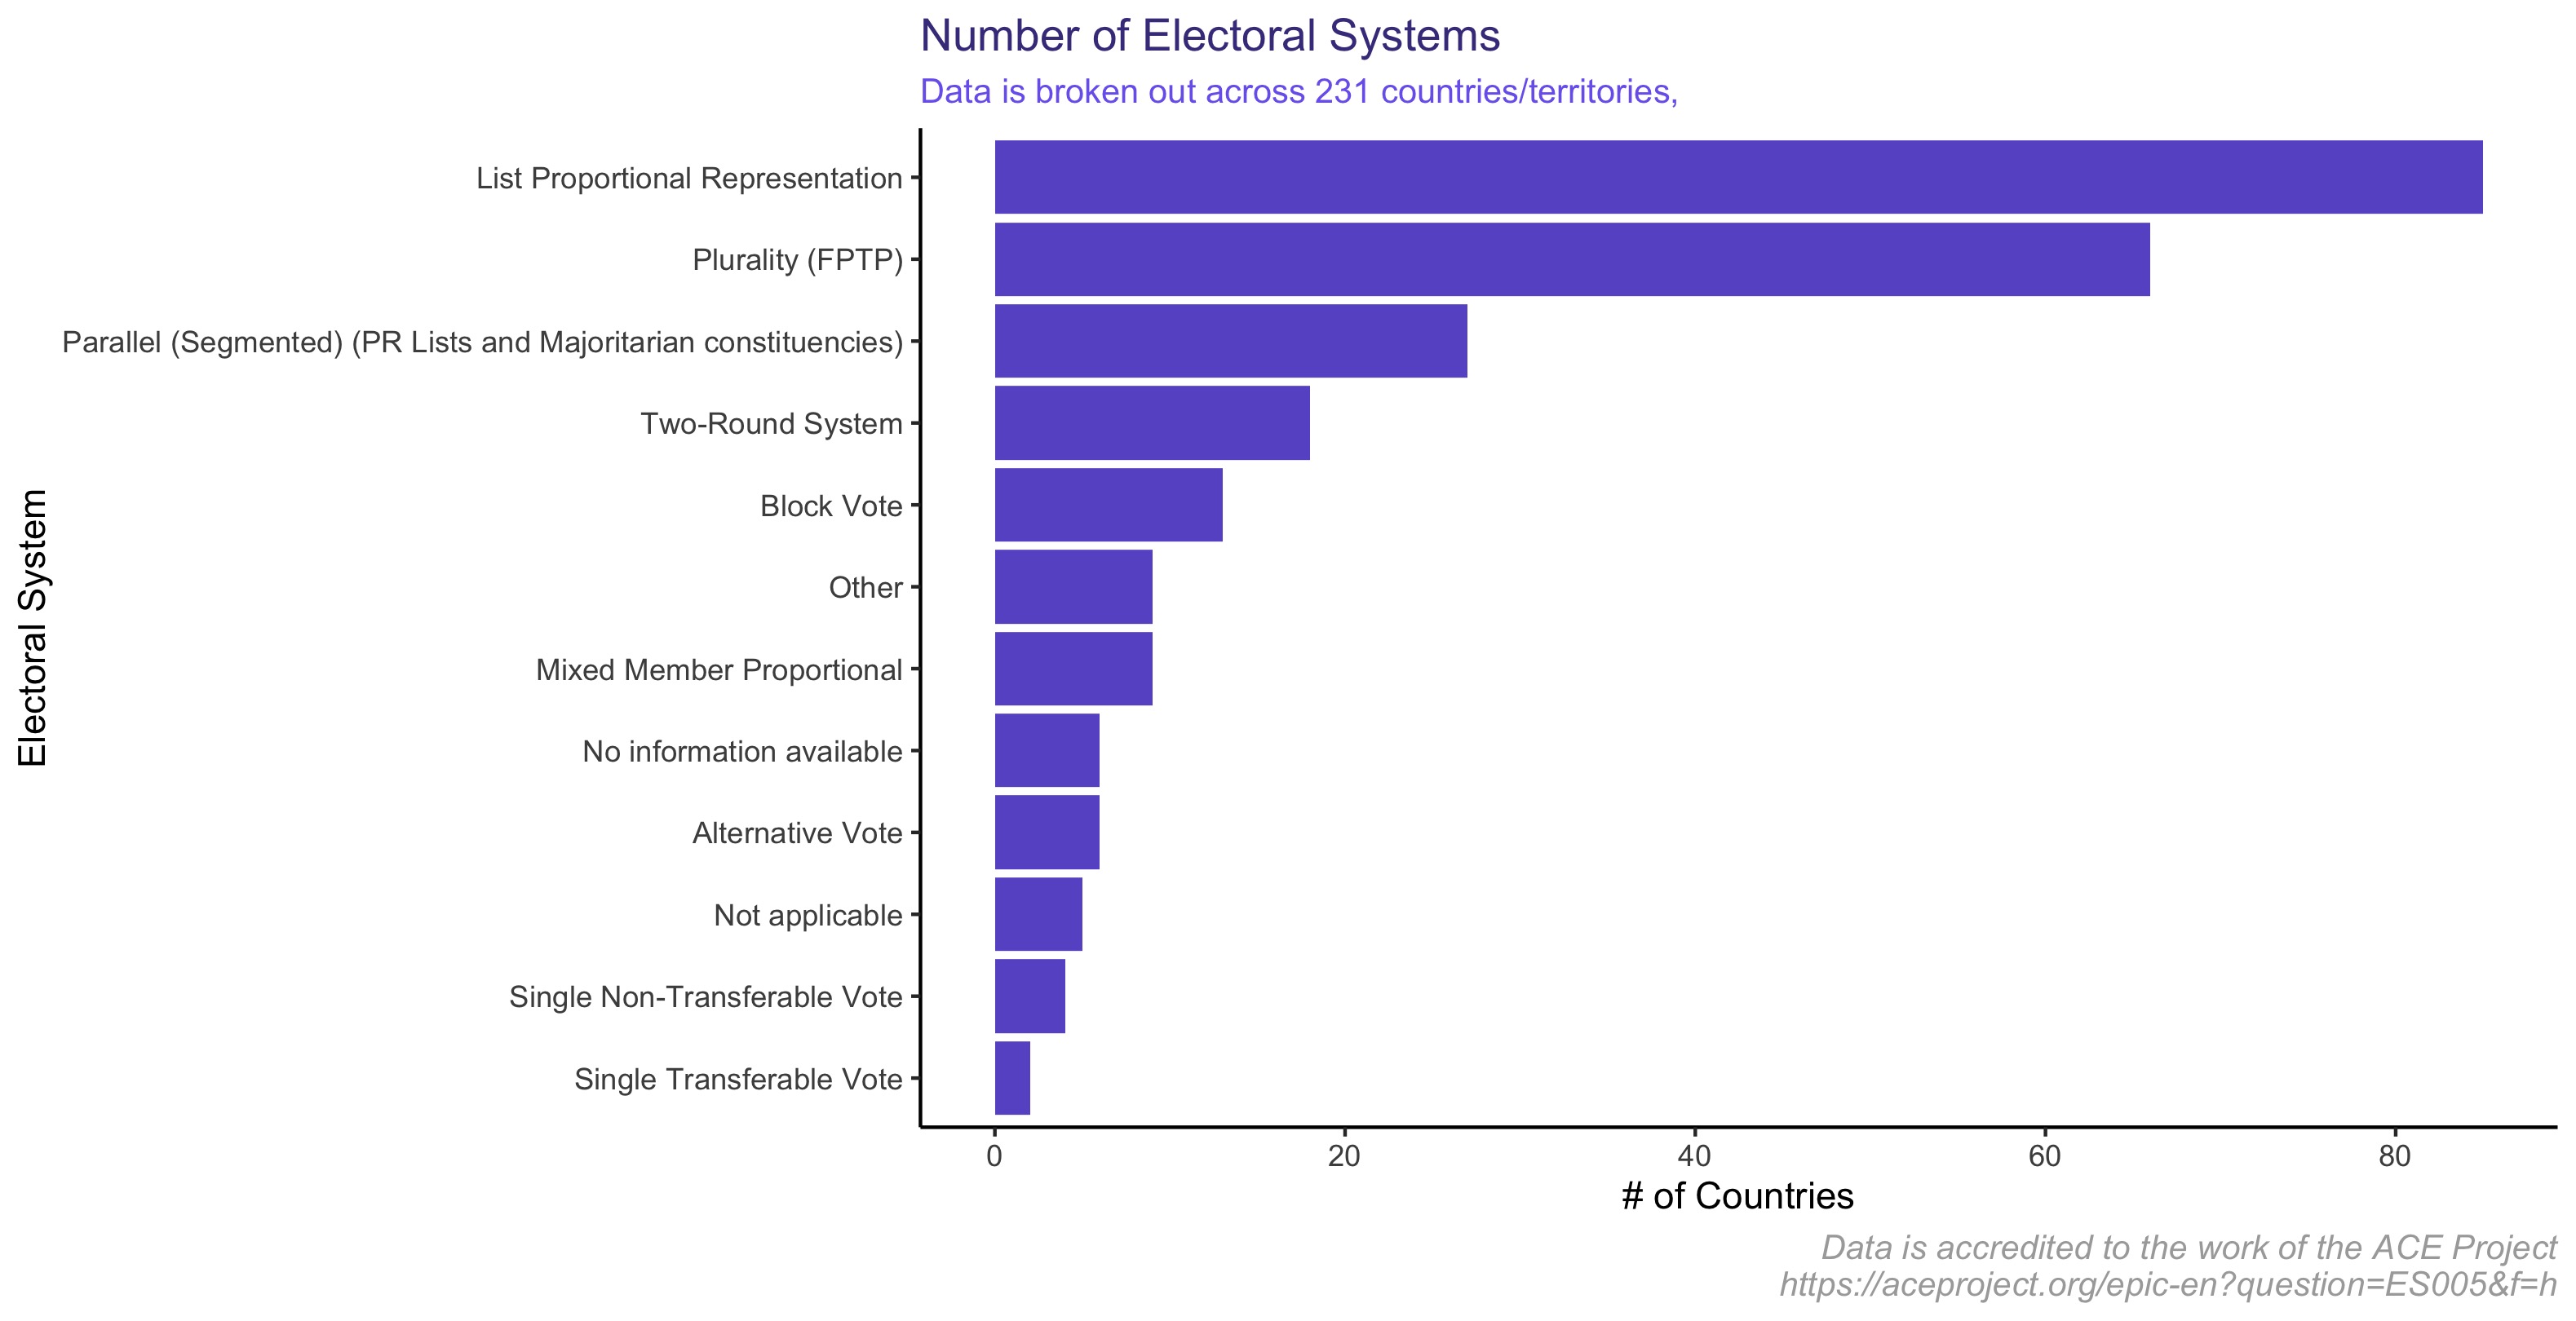 Number of Electoral Systems
Data is broken out across 231 countries/territories,
Electoral System
List Proportional Representation
Plurality (FPTP)
Parallel (Segmented) (PR Lists and Majoritarian constituencies)
Two-Round System
Block Vote
Other
Mixed Member Proportional
No information available
Alternative Vote
Not applicable
Single Non-Transferable Vote
Single Transferable Vote
0 20 40 60 80
# of Countries
Data is accredited to the work of the ACE Project
https://aceproject.org/epic-en?question=ES005&f=h